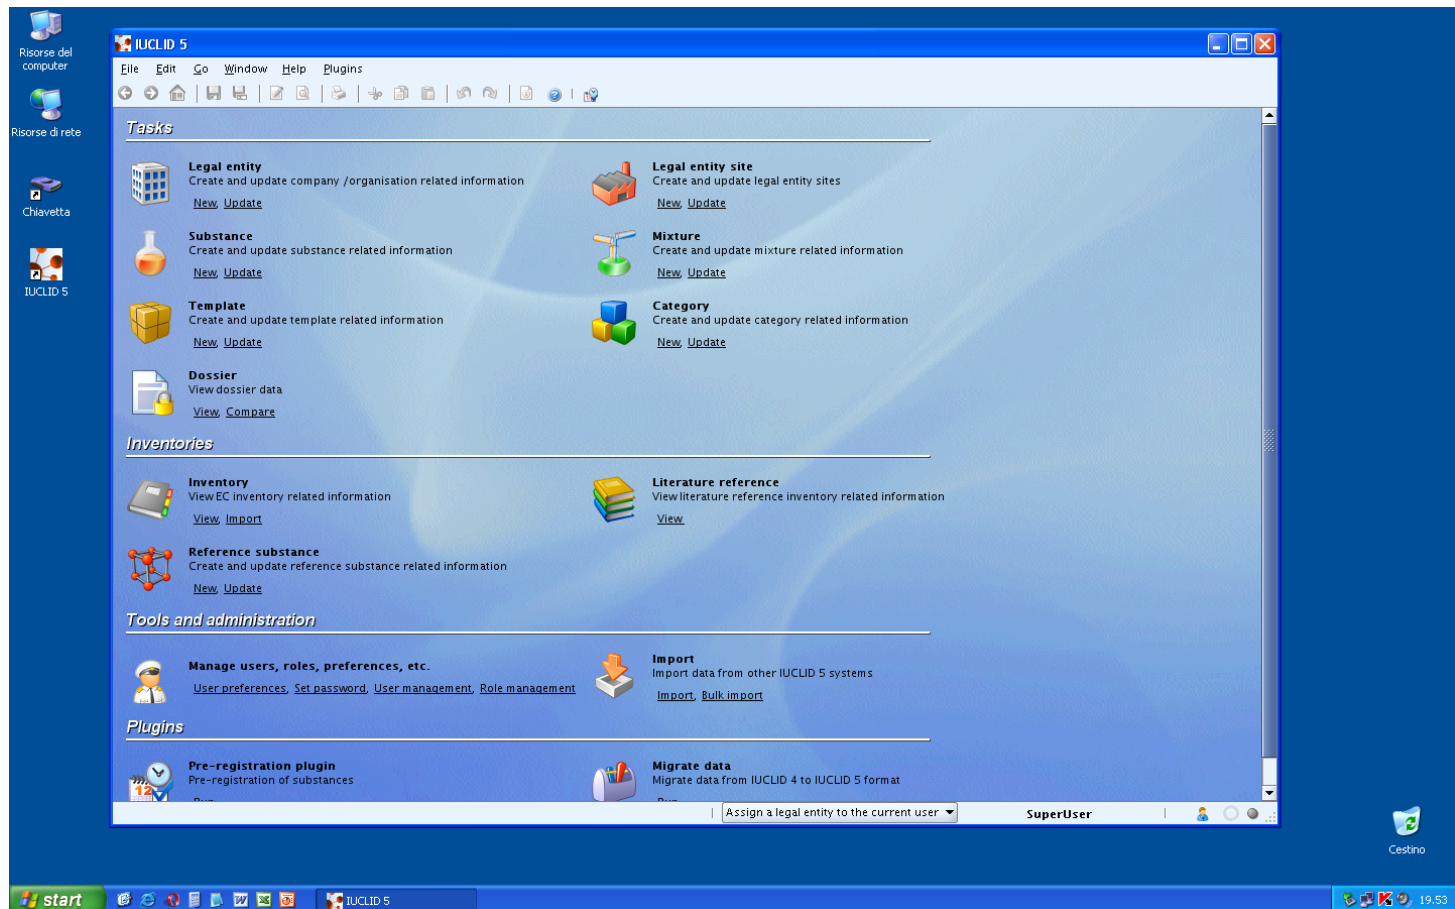 Risorse del
computer
Risorse di rete
Chiavetta
IUCLID 5
IUCLID 5
File Edit Go Window Help Plugins
Tasks
Legal entity
Create and update company /organisation related information
New, Update
Legal entity site
Create and update legal entity sites
New, Update
Substance
Create and update substance related information
New, Update
Mixture
Create and update mixture related information
New, Update
Template
Create and update template related information
New, Update
Category
Create and update category related information
New, Update
Dossier
View dossier data
View, Compare
Inventories
Inventory
View EC inventory related information
View, Import
Literature reference
View literature reference inventory related information
View
Reference substance
Create and update reference substance related information
New, Update
Tools and administration
Manage users, roles, preferences, etc.
User preferences, Set password, User management, Role management
Import
Import data from other IUCLID 5 systems
Import, Bulk import
Plugins
Pre-registration plugin
Pre-registration of substances
12
Migrate data
Migrate data from IUCLID 4 to IUCLID 5 format
Assign a legal entity to the current user
SuperUser
Cestino
start
IUCLID 5
19.53